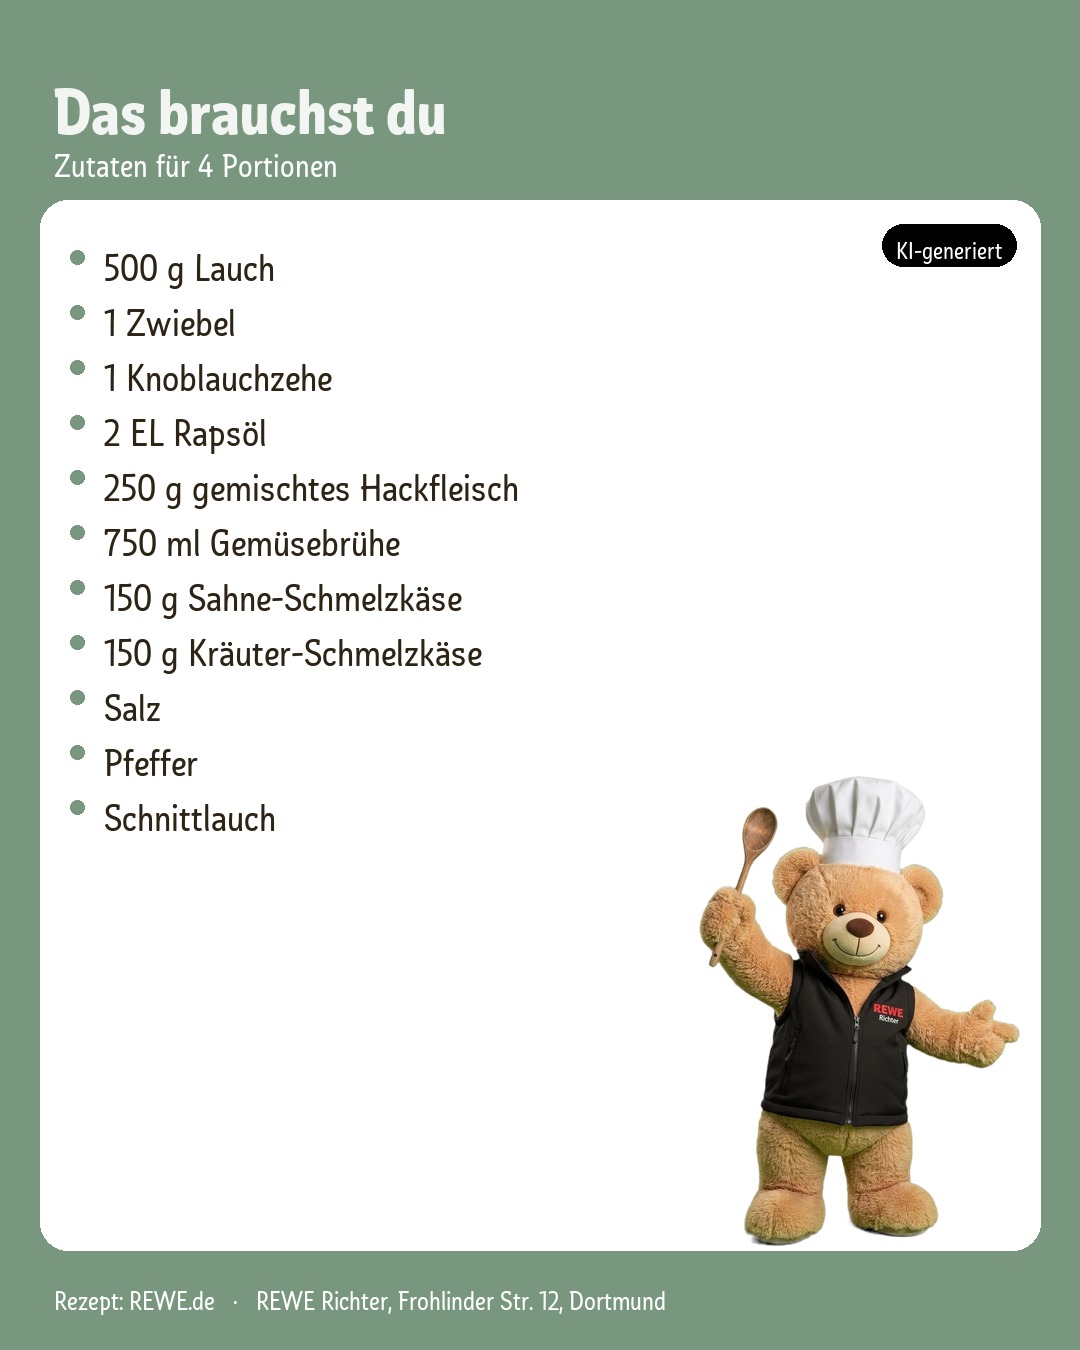 Das brauchst du
Zutaten für 4 Portionen
KI-generiert
500 g Lauch
1 Zwiebel
1 Knoblauchzehe
2 EL Rapsöl
250 g gemischtes Hackfleisch
750 ml Gemüsebrühe
150 g Sahne-Schmelzkäse
150 g Kräuter-Schmelzkäse
Salz
Pfeffer
Schnittlauch
REWE
Richter
Rezept: REWE.de · REWE Richter, Frohlinder Str. 12, Dortmund